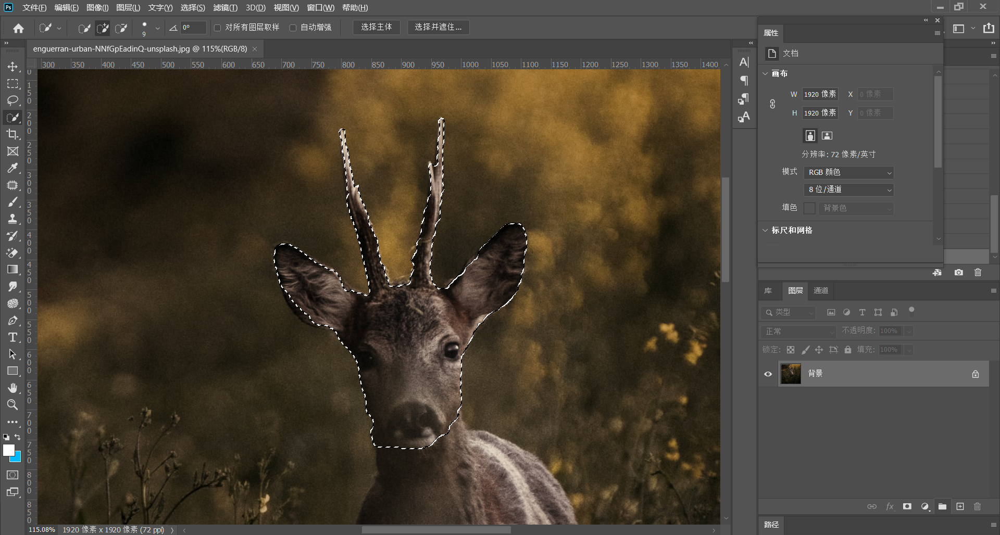 Ps 文件(F) 编辑(E) 图像(I) 图层(L) 文字(Y) 选择(S) 滤镜(T) 3D(D) 视图(V) 窗口(W) 帮助(H)
9 0° 对所有图层取样 自动增强 选择主体 选择并遮住...
enguerran-urban-NNfGpEadinQ-unsplash.jpg @ 115%(RGB/8) ×
300 350 400 450 500 550 600 650 700 750 800 850 900 950 1000 1050 1100 1150 1200 1250 1300 1350 1400
0
150
200
250
300
350
400
450
500
550
600
650
700
750
800
850
115.08% 1920 像素 x 1920 像素 (72 ppi)
属性
文档
画布
W 1920 像素 X 0 像素
H 1920 像素 Y 0 像素
分辨率: 72 像素/英寸
模式 RGB 颜色
8 位/通道
填色 背景色
标尺和网格
库 图层 通道
类型
正常 不透明度: 100%
锁定: 填充: 100%
背景
fx
路径